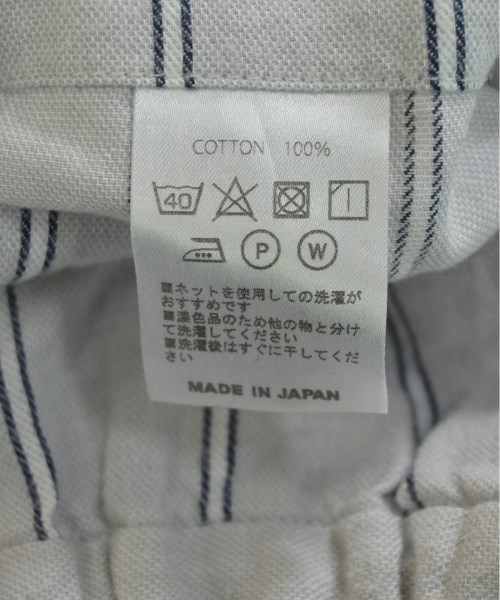 COTTON 100%
40
P W
■ネットを使用しての洗濯が
おすすめです
■濃色品のため他の物と分け
て洗濯してください
■洗濯後はすぐに干してくだ
さい
MADE IN JAPAN